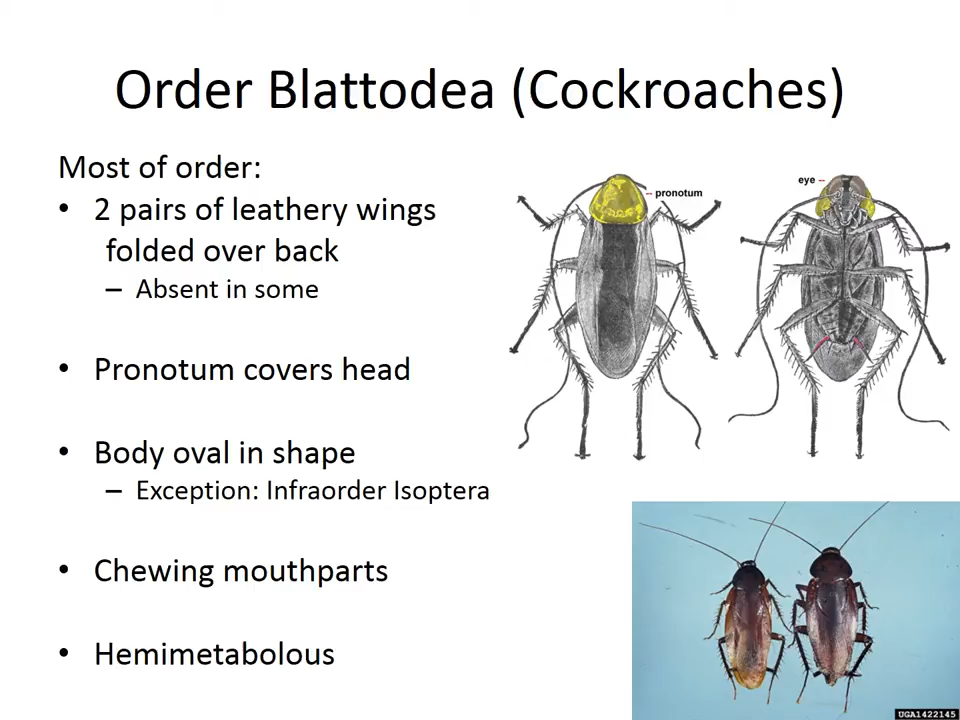 Order Blattodea (Cockroaches)
Most of order:
• 2 pairs of leathery wings
folded over back
– Absent in some
• Pronotum covers head
• Body oval in shape
– Exception: Infraorder Isoptera
• Chewing mouthparts
• Hemimetabolous
-- pronotum
eye --
UGA1422145